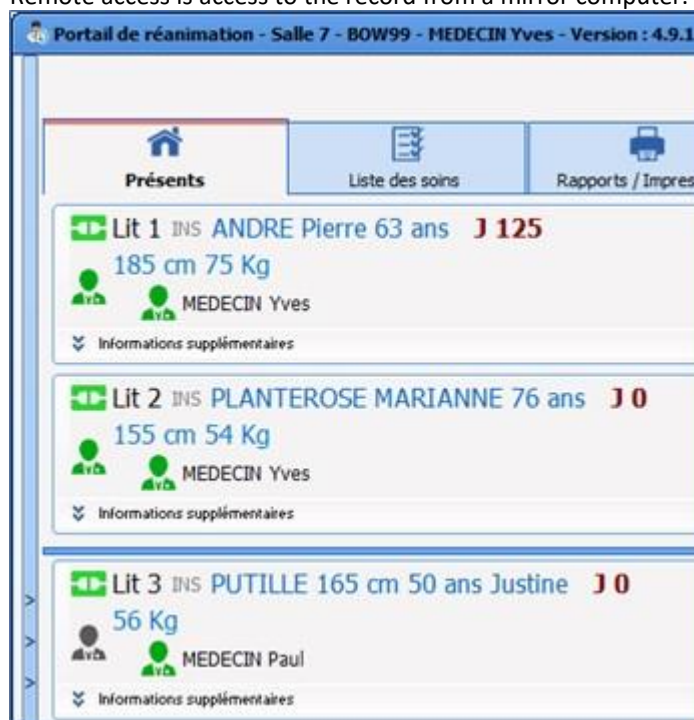 Remote access is access to the record from a mirror computer.
Portail de réanimation - Salle 7 - BOW99 - MEDECIN Yves - Version : 4.9.1
Présents
Liste des soins
Rapports / Impres
Lit 1 INS ANDRE Pierre 63 ans J 125
185 cm 75 Kg
MEDECIN Yves
Informations supplémentaires
Lit 2 INS PLANTEROSE MARIANNE 76 ans J 0
155 cm 54 Kg
MEDECIN Yves
Informations supplémentaires
Lit 3 INS PUTILLE 165 cm 50 ans Justine J 0
56 Kg
MEDECIN Paul
Informations supplémentaires